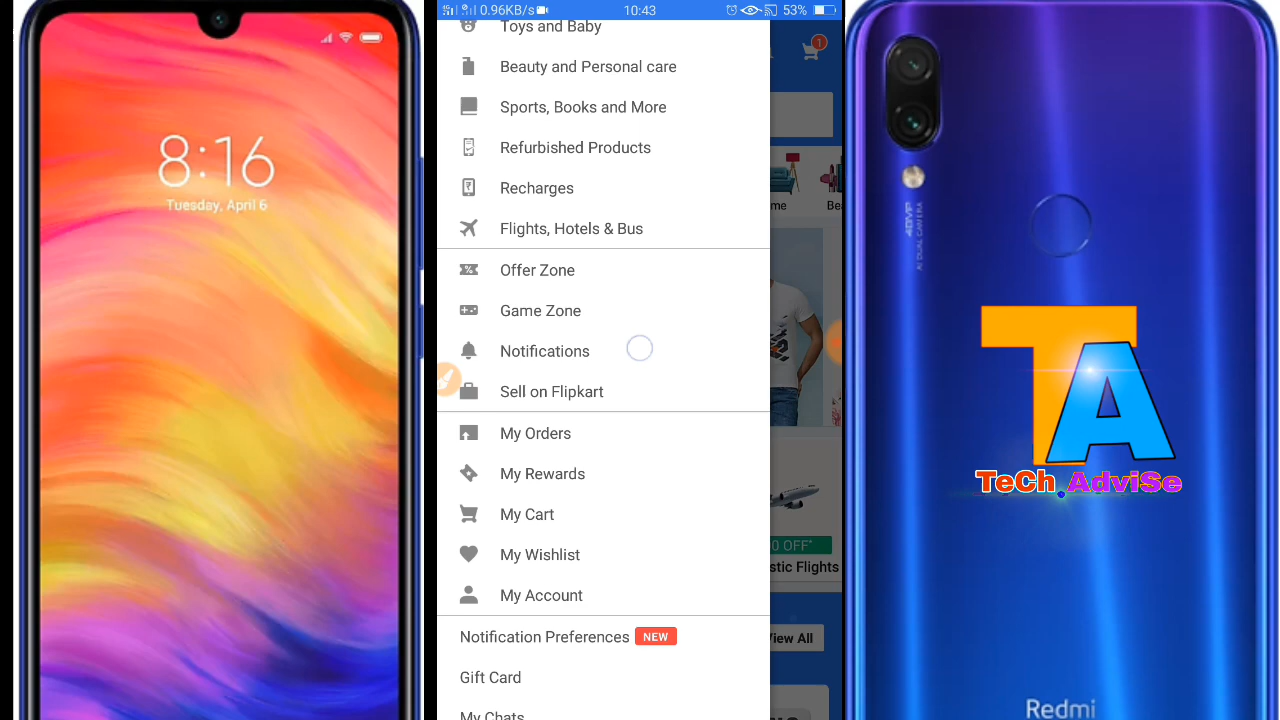 8:16
Tuesday, April 6
0.96KB/s
10:43
53%
1
Toys and Baby
Beauty and Personal care
Sports, Books and More
Refurbished Products
Recharges
Flights, Hotels & Bus
Offer Zone
Game Zone
Notifications
Sell on Flipkart
My Orders
My Rewards
My Cart
My Wishlist
My Account
Notification Preferences NEW
Gift Card
My Chats
me
Be
0 OFF*
stic Flights
View All
48MP
AI DUAL CAMERA
TA
TeCh.AdviSe
Redmi